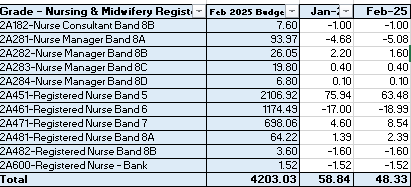 Grade - Nursing & Midwifery Regist Feb 2025 Budge Jan-2 Feb-25
2A182-Nurse Consultant Band 8B 7.60 -1.00 -1.00
2A281-Nurse Manager Band 8A 93.97 -4.68 -5.08
2A282-Nurse Manager Band 8B 26.05 2.20 1.60
2A283-Nurse Manager Band 8C 19.80 0.40 0.40
2A284-Nurse Manager Band 8D 6.80 0.10 0.10
2A451-Registered Nurse Band 5 2106.92 75.94 63.48
2A461-Registered Nurse Band 6 1174.49 -17.00 -18.99
2A471-Registered Nurse Band 7 698.06 4.60 8.54
2A481-Registered Nurse Band 8A 64.22 1.39 2.39
2A482-Registered Nurse Band 8B 3.60 -1.60 -1.60
2A600-Registered Nurse - Bank 1.52 -1.52 -1.52
Total 4203.03 58.84 48.33